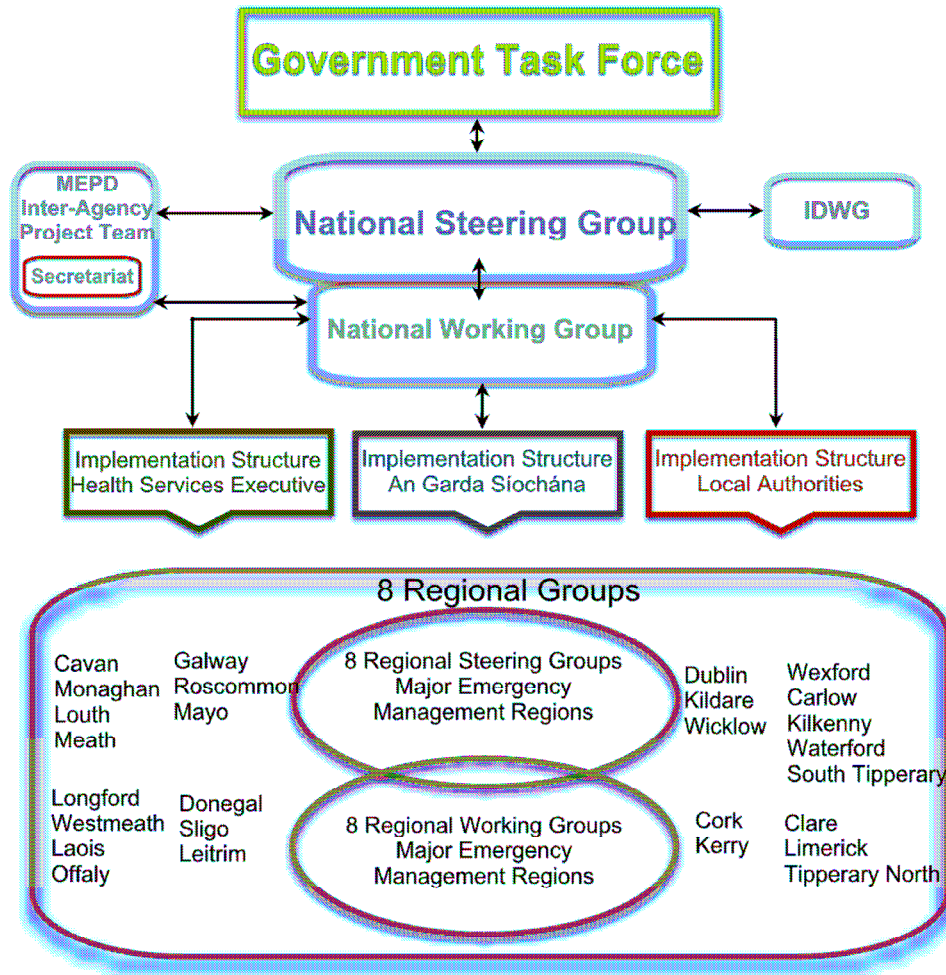 Government Task Force
MEPD
Inter-Agency
Project Team
Secretariat
National Steering Group
IDWG
National Working Group
Implementation Structure
Health Services Executive
Implementation Structure
An Garda Síochána
Implementation Structure
Local Authorities
8 Regional Groups
Cavan
Monaghan
Louth
Meath
Galway
Roscommon
Mayo
8 Regional Steering Groups
Major Emergency
Management Regions
Dublin
Kildare
Wicklow
Wexford
Carlow
Kilkenny
Waterford
South Tipperary
Longford
Westmeath
Laois
Offaly
Donegal
Sligo
Leitrim
8 Regional Working Groups
Major Emergency
Management Regions
Cork
Kerry
Clare
Limerick
Tipperary North